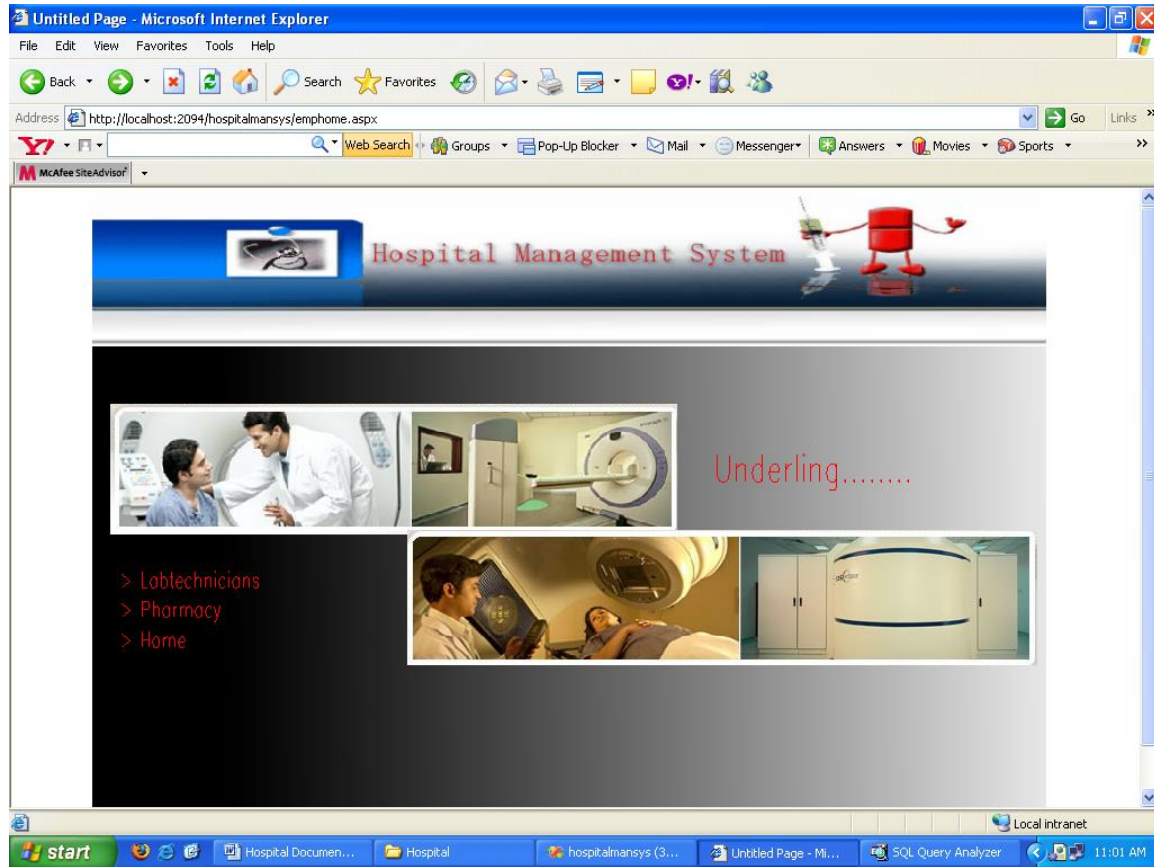 Untitled Page - Microsoft Internet Explorer
File Edit View Favorites Tools Help
Back Search Favorites
Address http://localhost:2094/hospitalmansys/emphome.aspx Go Links »
Y! Web Search Groups Pop-Up Blocker Mail Messenger Answers Movies Sports »
McAfee SiteAdvisor
Hospital Management System
Underling........
> Labtechnicians
> Pharmacy
> Home
Local intranet
start Hospital Documen... Hospital hospitalmansys (3... Untitled Page - Mi... SQL Query Analyzer 11:01 AM